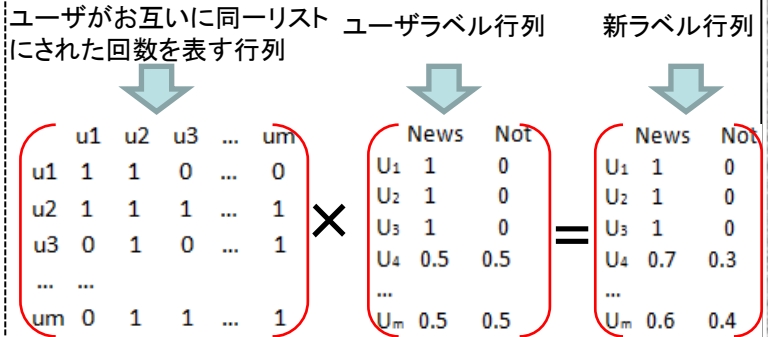 ユーザがお互いに同一リスト
にされた回数を表す行列
ユーザラベル行列
新ラベル行列
u1 u2 u3 ... um
u1 1 1 0 ... 0
u2 1 1 1 ... 1
u3 0 1 0 ... 1
... ...
um 0 1 1 ... 1
×
News Not
U1 1 0
U2 1 0
U3 1 0
U4 0.5 0.5
...
Um 0.5 0.5
=
News Not
U1 1 0
U2 1 0
U3 1 0
U4 0.7 0.3
...
Um 0.6 0.4